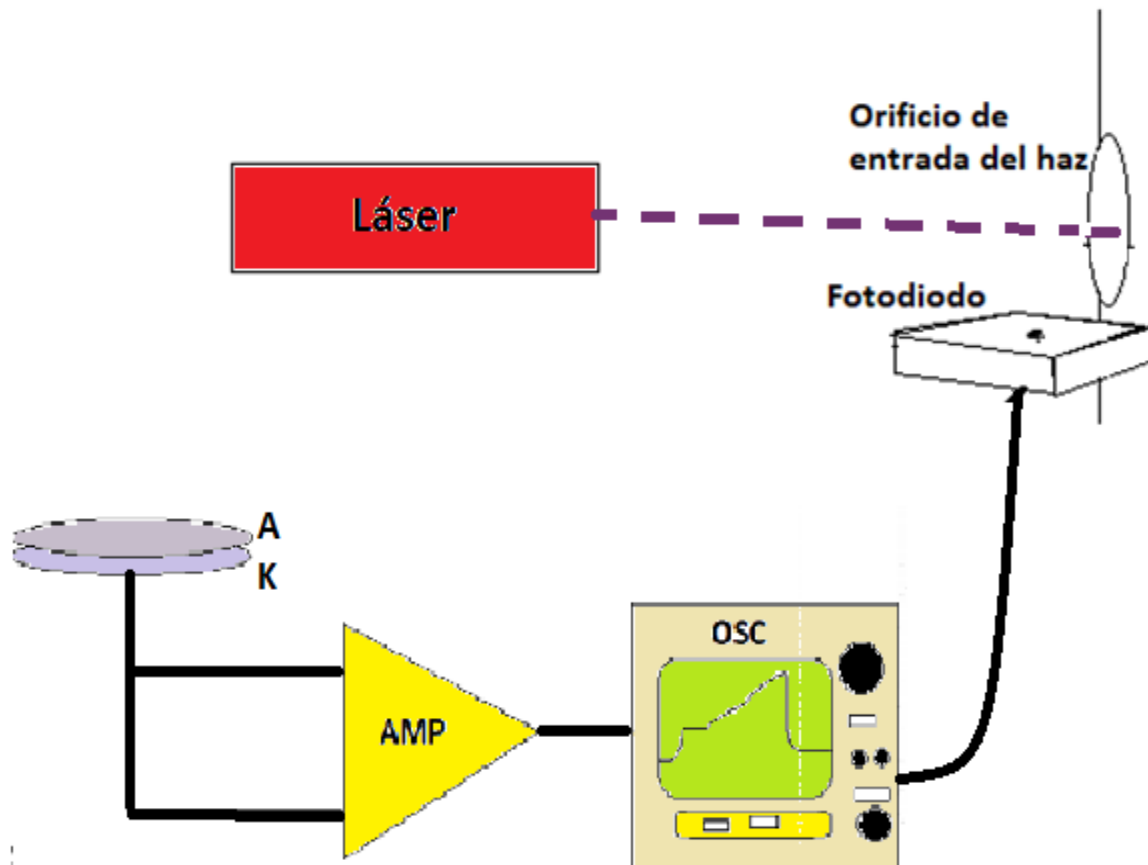 Orificio de
entrada del haz
Láser
Fotodiodo
A
K
OSC
AMP